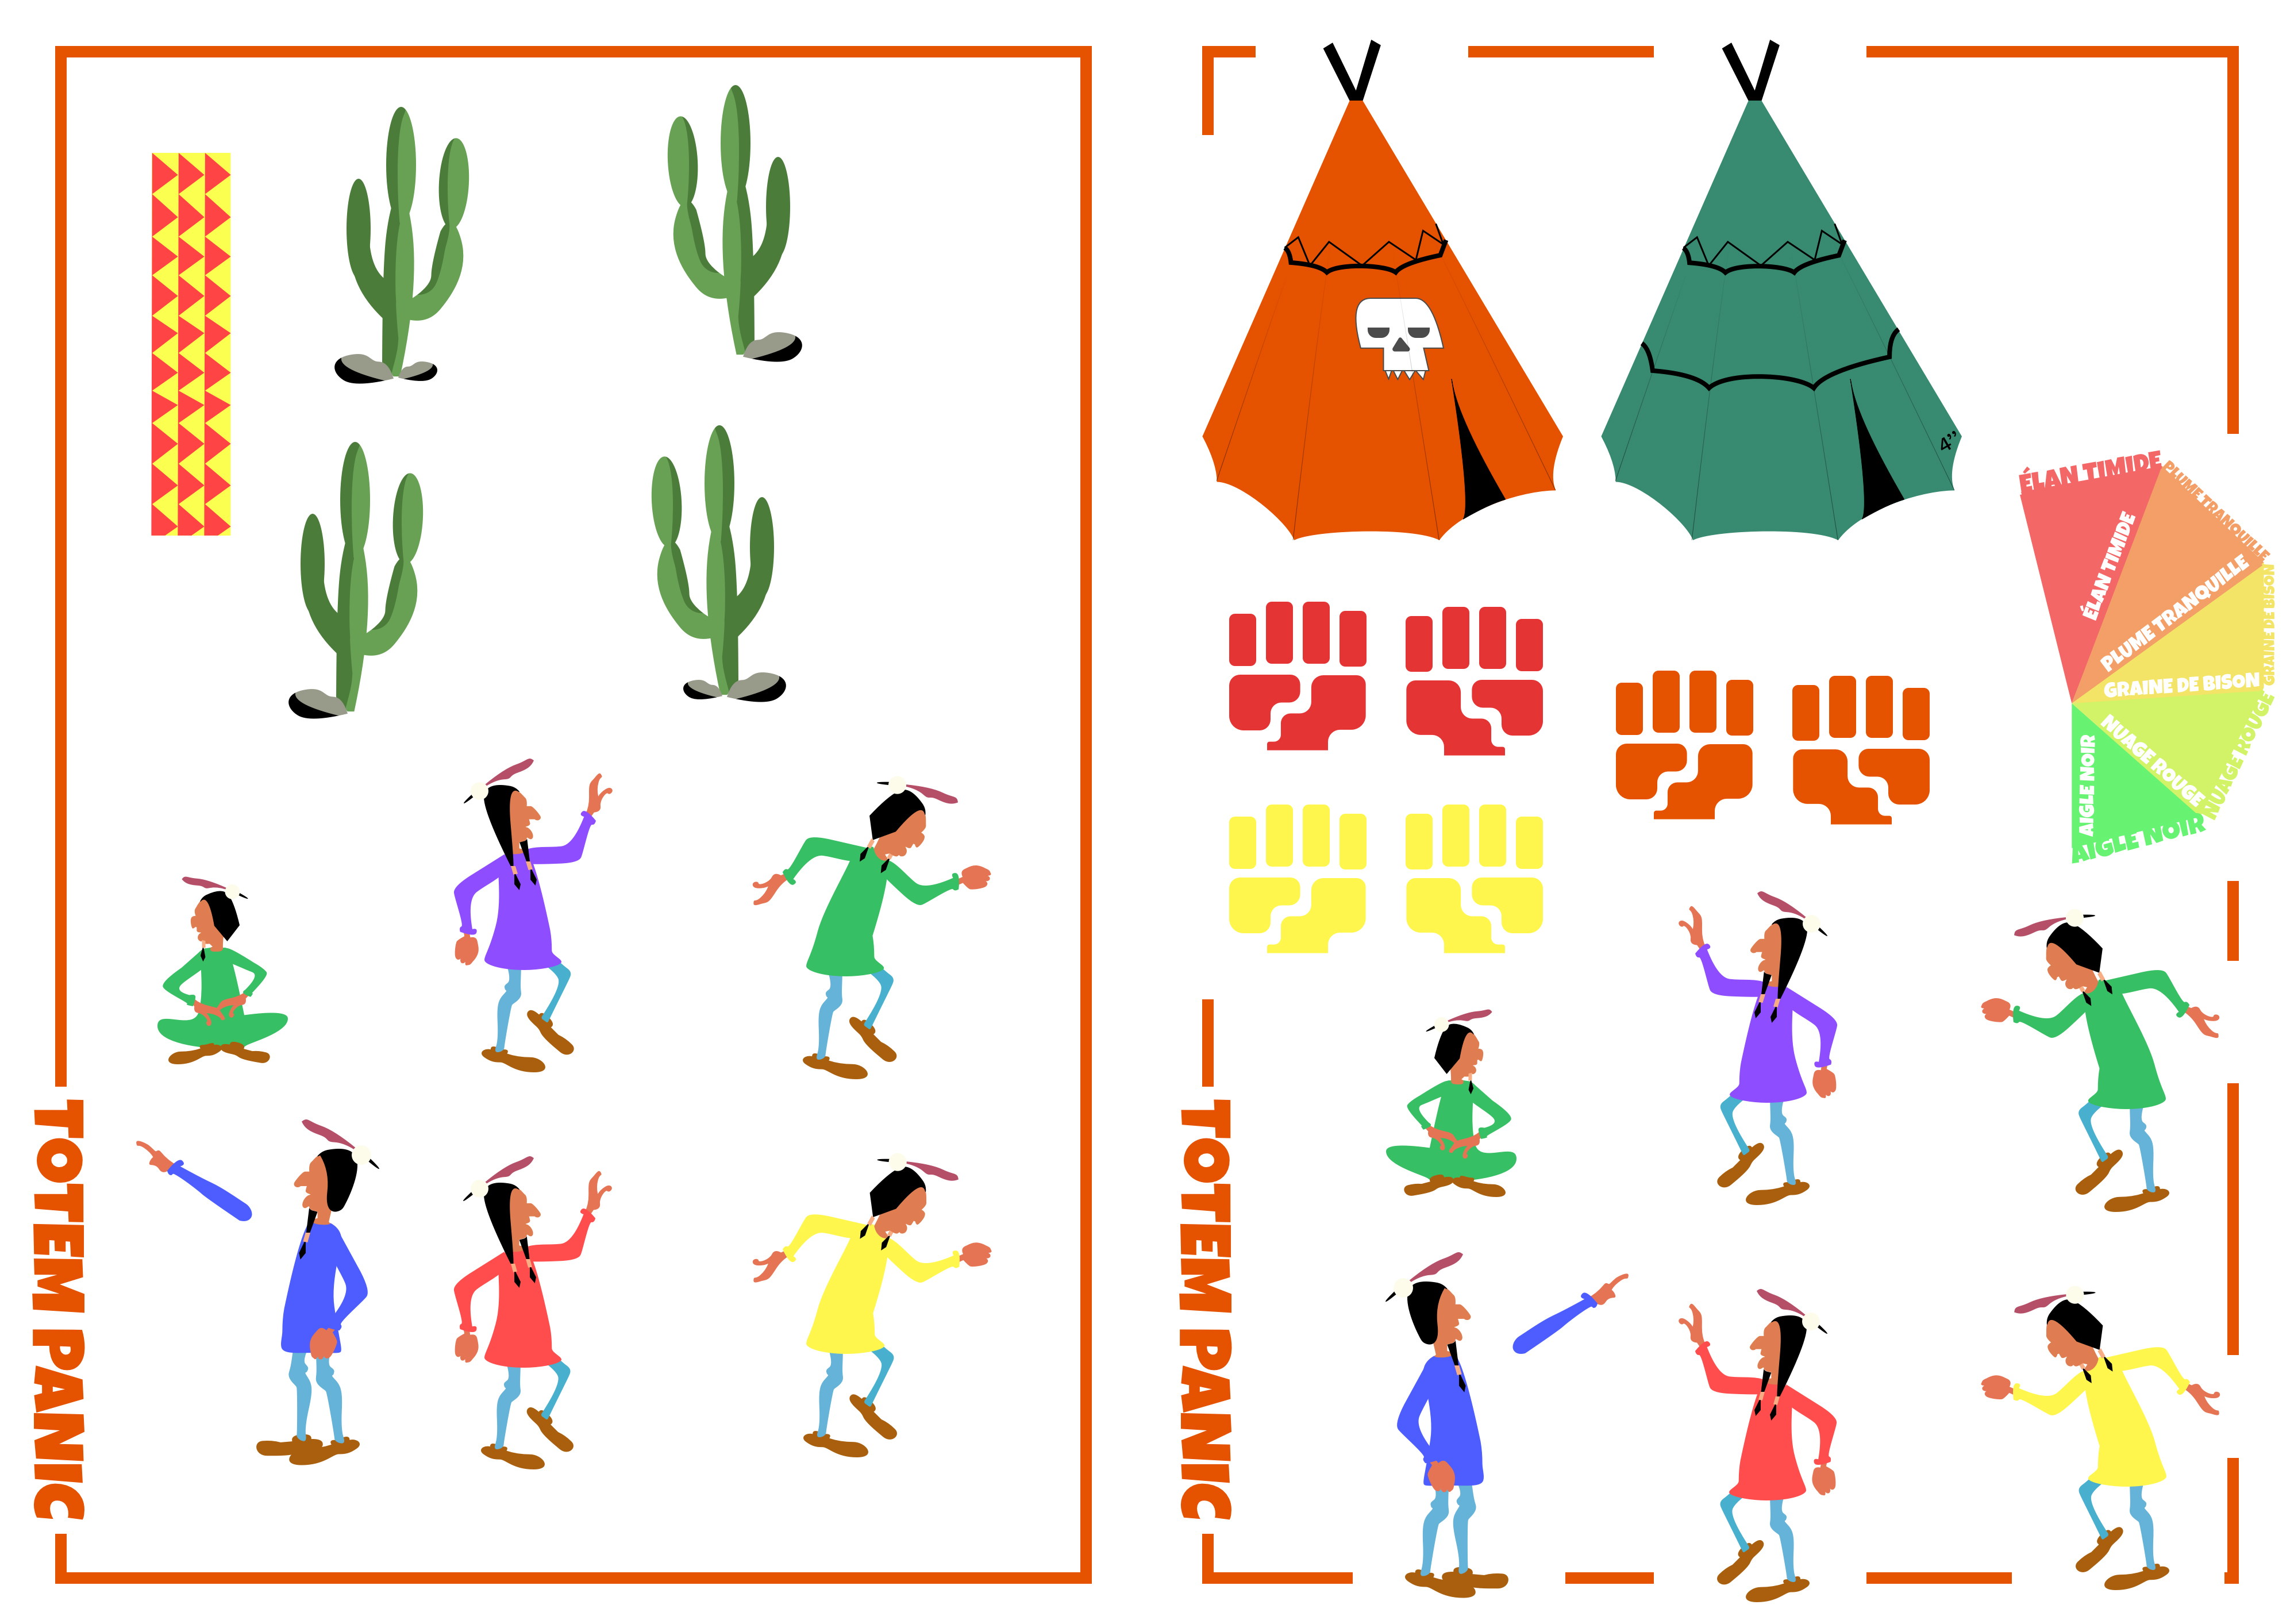 TOTEM PANIC
TOTEM PANIC
4’’
ÉLAN TIMIDE
ÉLAN TIMIDE
PLUME TRANQUILLE
PLUME TRANQUILLE
GRAINE DE BISON
GRAINE DE BISON
NUAGE ROUGE
NUAGE ROUGE
AIGLE NOIR
AIGLE NOIR